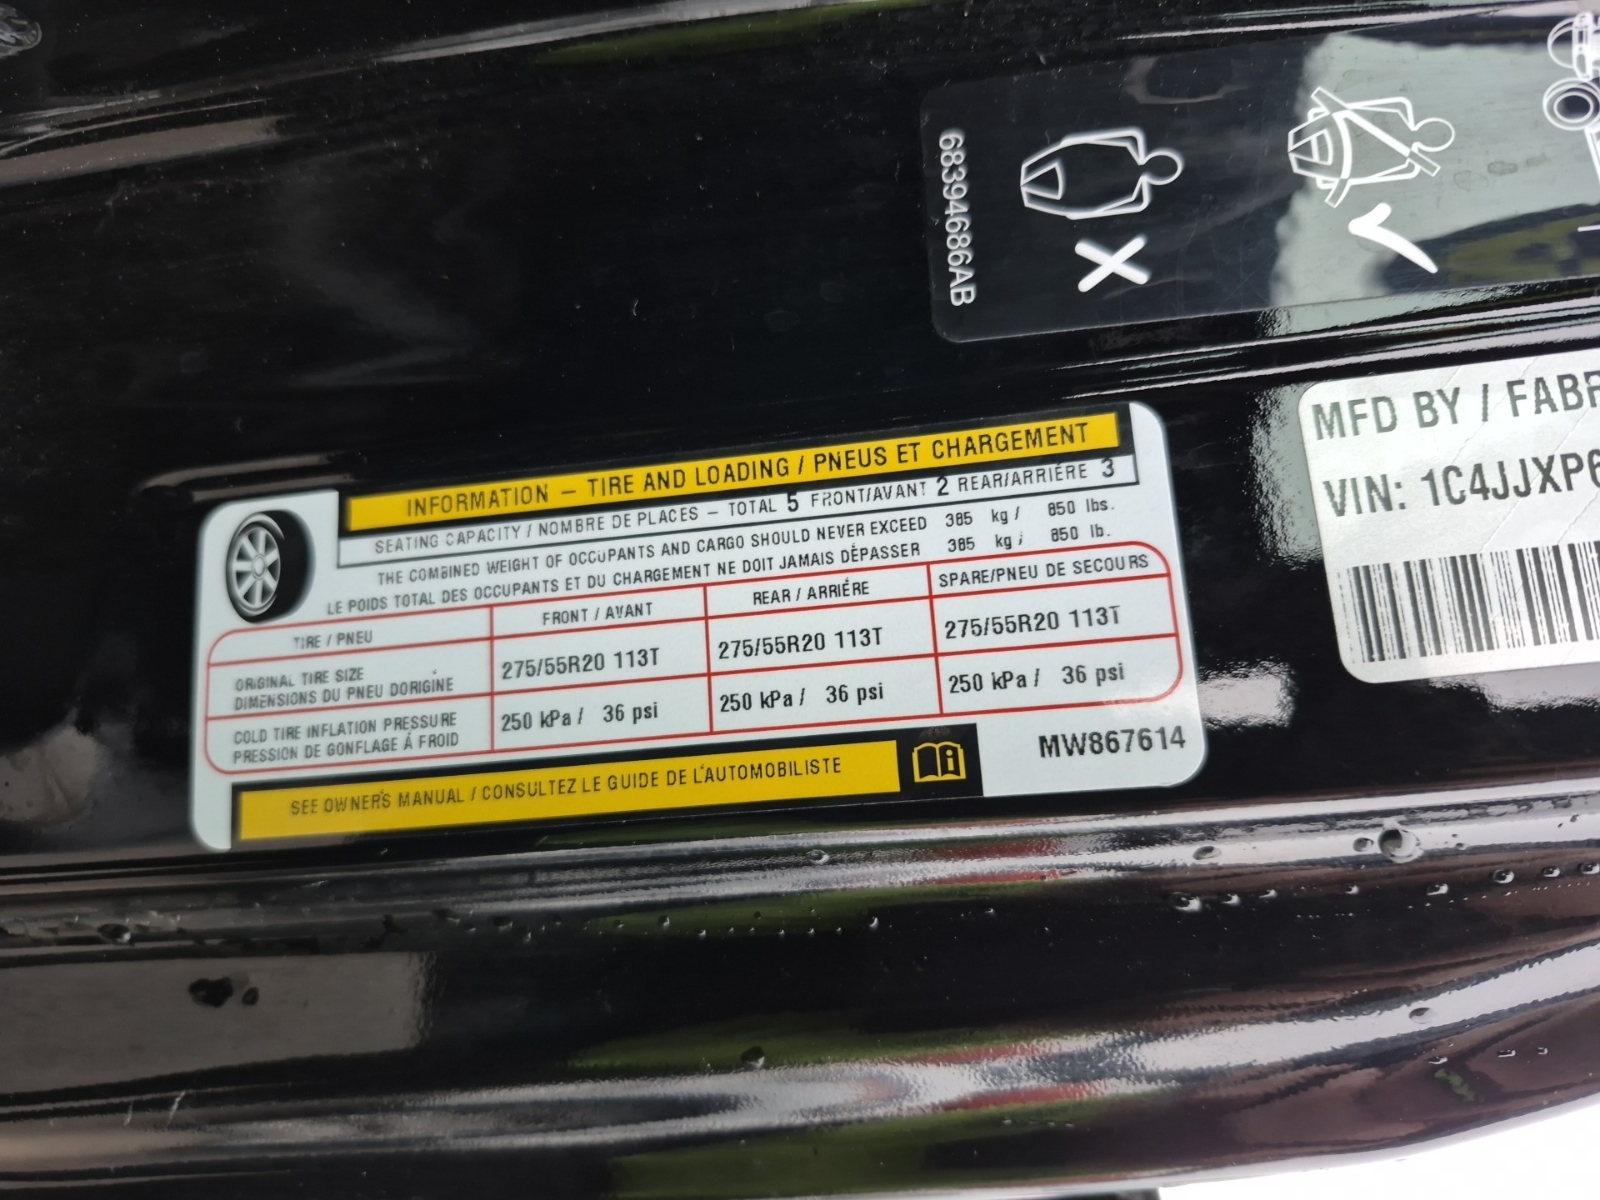 68394686AB
INFORMATION – TIRE AND LOADING / PNEUS ET CHARGEMENT
SEATING CAPACITY / NOMBRE DE PLACES – TOTAL 5 FRONT/AVANT 2 REAR/ARRIÉRE 3
THE COMBINED WEIGHT OF OCCUPANTS AND CARGO SHOULD NEVER EXCEED 385 kg / 850 lbs.
LE POIDS TOTAL DES OCCUPANTS ET DU CHARGEMENT NE DOIT JAMAIS DÉPASSER 385 kg / 850 lb.
TIRE / PNEU FRONT / AVANT REAR / ARRIÉRE SPARE/PNEU DE SECOURS
ORIGINAL TIRE SIZE
DIMENSIONS DU PNEU DORIGINE 275/55R20 113T 275/55R20 113T 275/55R20 113T
COLD TIRE INFLATION PRESSURE
PRESSION DE GONFLAGE Á FROID 250 kPa / 36 psi 250 kPa / 36 psi 250 kPa / 36 psi
SEE OWNER'S MANUAL / CONSULTEZ LE GUIDE DE L'AUTOMOBILISTE
MW867614
MFD BY / FABR
VIN: 1C4JJXP6